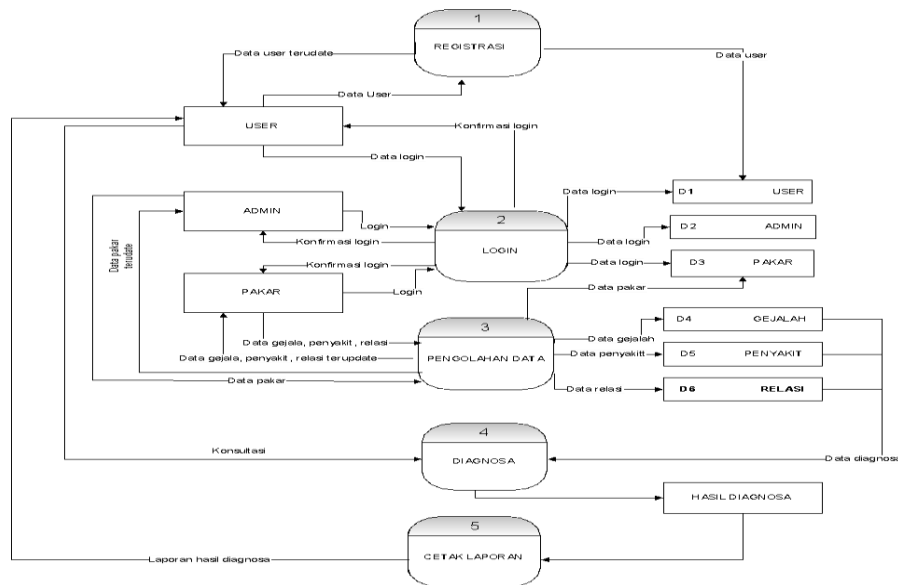 1
REGISTRASI
Data user terudate
Data user
Data User
USER
Konfirmasi login
Data login
Data login
D1 USER
ADMIN
2
Login
D2 ADMIN
Data login
Konfirmasi login
LOGIN
Data pakar
terudate
Konfirmasi login
Data login
D3 PAKAR
PAKAR
Login
Data pakar
3
D4 GEJALAH
Data gejala, penyakit, relasi
Data gejalah
Data gejala, penyakit, relasi terupdate
PENGOLAHAN DATA
Data penyakitt
D5 PENYAKIT
Data pakar
Data relasi
D6 RELASI
4
Konsultasi
DIAGNOSA
Data diagnosa
HASIL DIAGNOSA
5
Laporan hasil diagnosa
CETAK LAPORAN